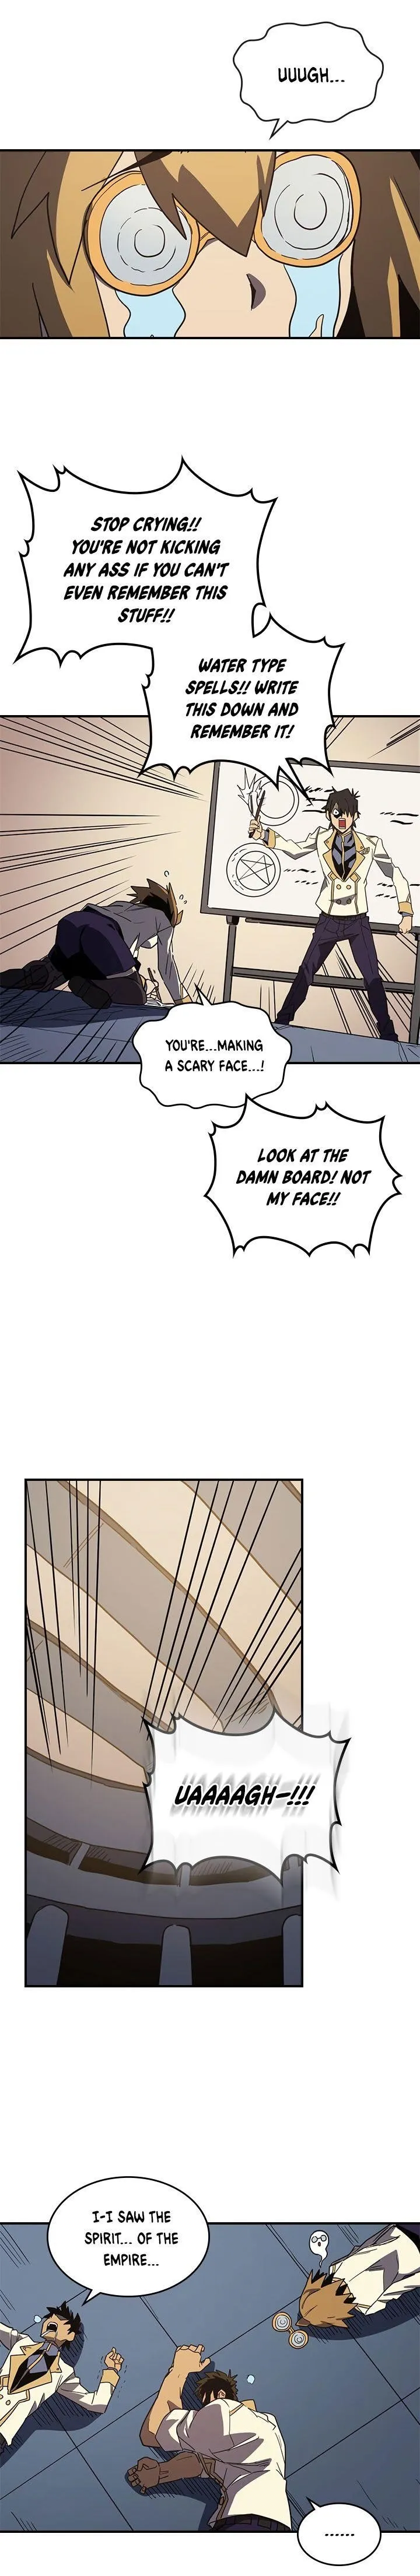 UUUGH...
STOP CRYING!!
YOU'RE NOT KICKING
ANY ASS IF YOU CAN'T
EVEN REMEMBER THIS
STUFF!!
WATER TYPE
SPELLS!! WRITE
THIS DOWN AND
REMEMBER IT!
YOU'RE...MAKING
A SCARY FACE...!
LOOK AT THE
DAMN BOARD! NOT
MY FACE!!
UAAAAGH-!!!
I-I SAW THE
SPIRIT... OF THE
EMPIRE...
......